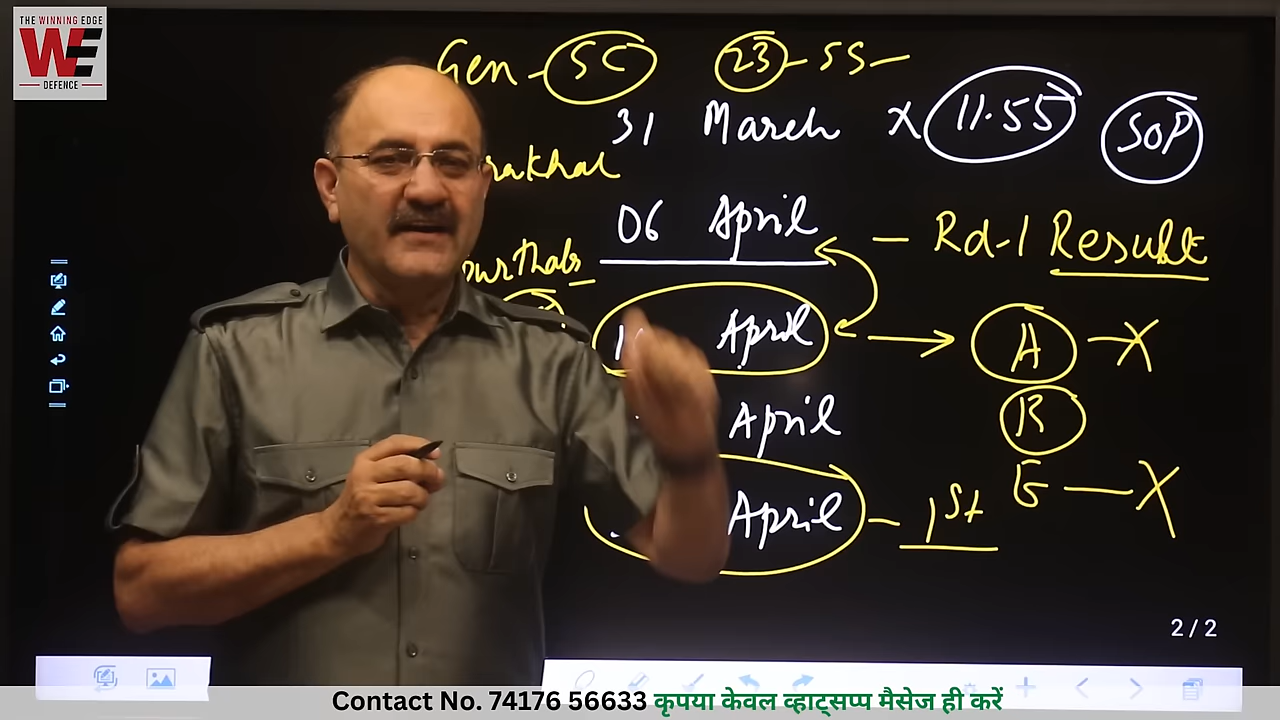 THE WINNING EDGE
WE
DEFENCE
Gen - SC 23 - SS -
31 March X 11.55 SOP
rakhal
06 April - Rd-1 Result
April → A - X
April R
April - 1st E - X
2/2
Contact No. 74176 56633 कृपया केवल व्हाट्सप्प मैसेज ही करें